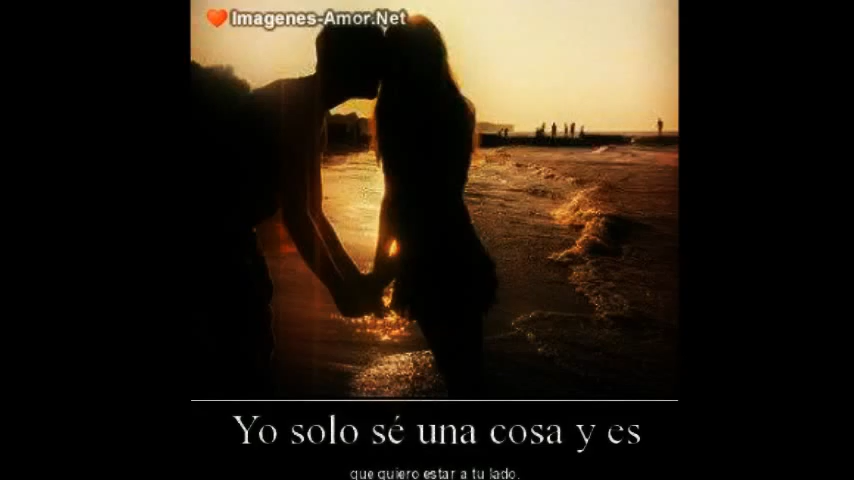 Imagenes-Amor.Net
Yo solo sé una cosa y es
que quiero estar a tu lado.